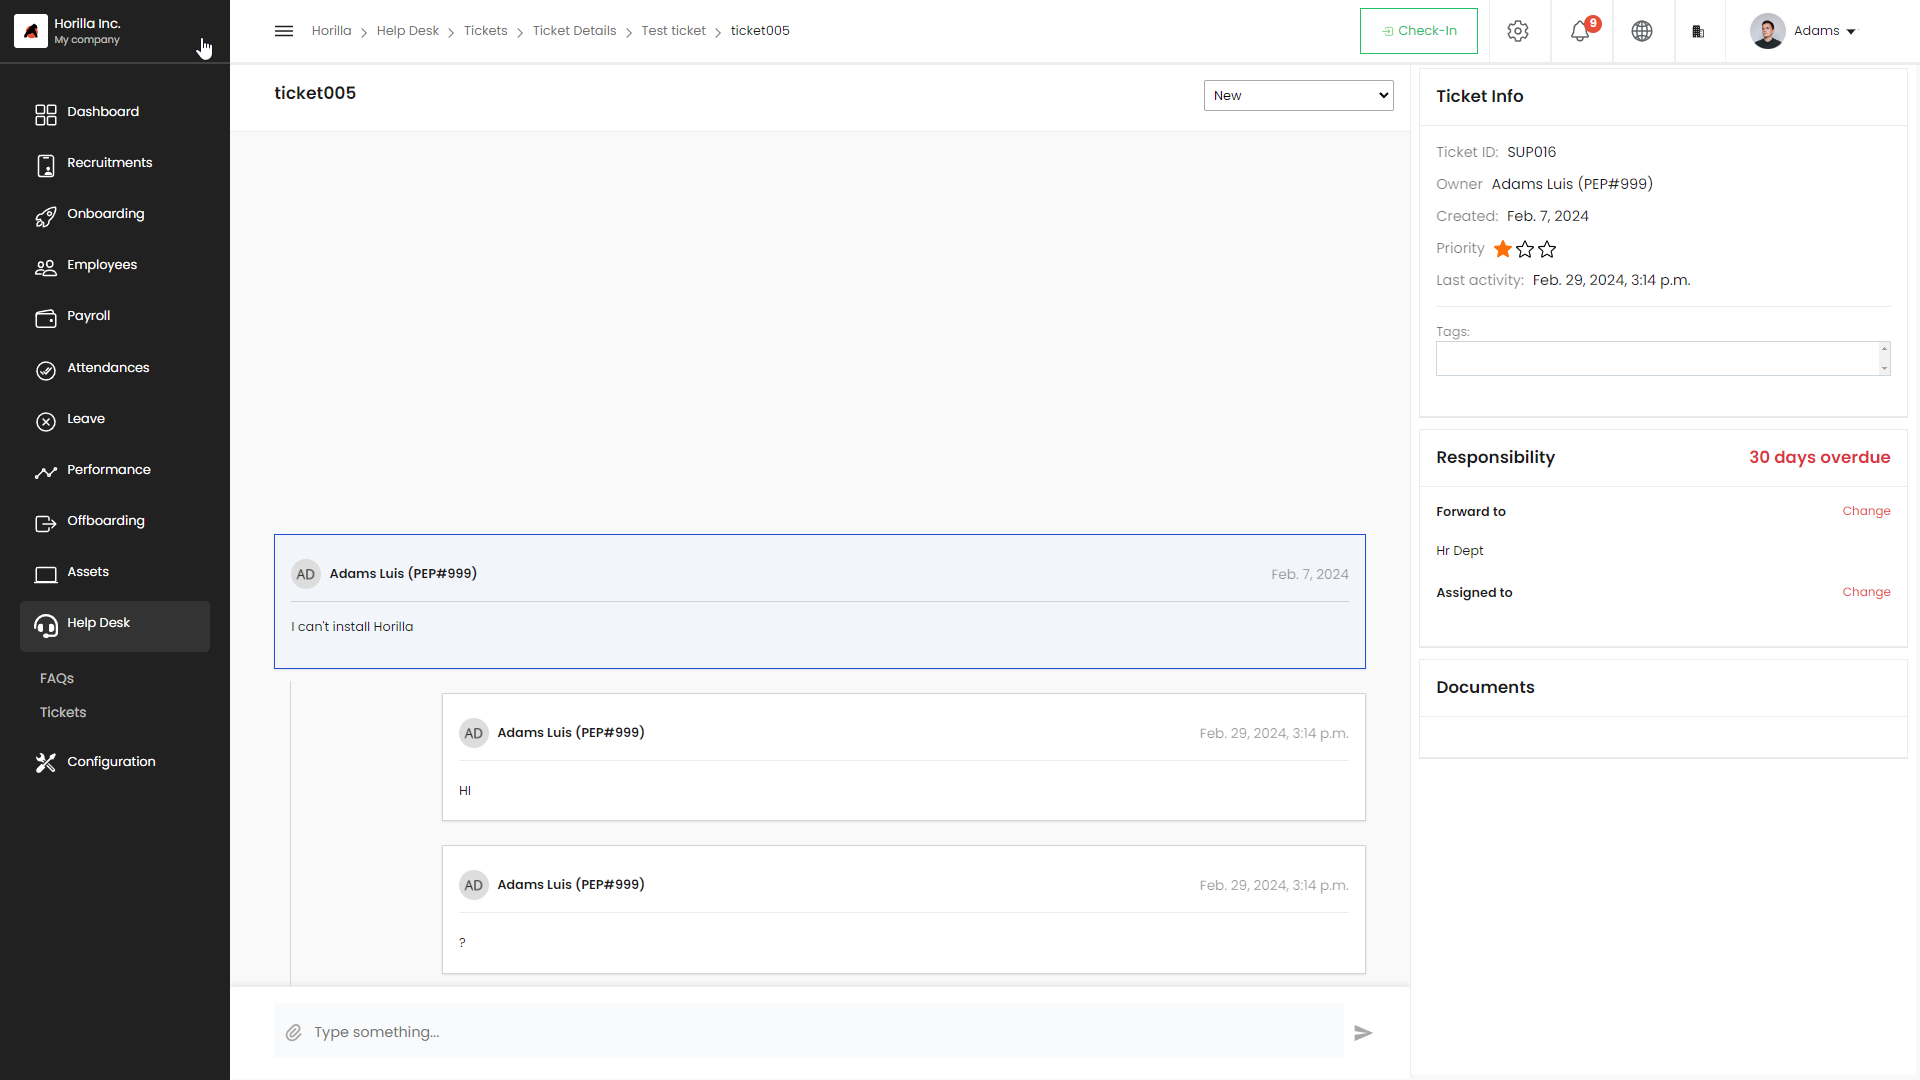 Horilla Inc.
My company
Dashboard
Recruitments
Onboarding
Employees
Payroll
Attendances
Leave
Performance
Offboarding
Assets
Help Desk
FAQs
Tickets
Configuration
Horilla > Help Desk > Tickets > Ticket Details > Test ticket > ticket005
Check-In
9
Adams
ticket005
New
AD Adams Luis (PEP#999) Feb. 7, 2024
I can't install Horilla
AD Adams Luis (PEP#999) Feb. 29, 2024, 3:14 p.m.
HI
AD Adams Luis (PEP#999) Feb. 29, 2024, 3:14 p.m.
?
Type something...
Ticket Info
Ticket ID: SUP016
Owner Adams Luis (PEP#999)
Created: Feb. 7, 2024
Priority
Last activity: Feb. 29, 2024, 3:14 p.m.
Tags:
Responsibility 30 days overdue
Forward to Change
Hr Dept
Assigned to Change
Documents